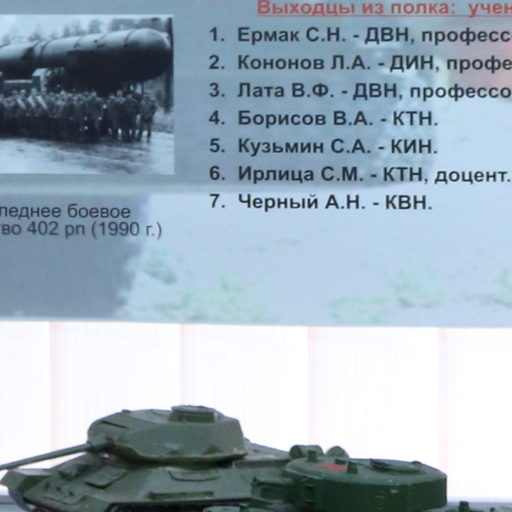 Выходцы из полка: учен
1. Ермак С.Н. - ДВН, професс
2. Кононов Л.А. - ДИН, профе
3. Лата В.Ф. - ДВН, профессо
4. Борисов В.А. - КТН.
5. Кузьмин С.А. - КИН.
6. Ирлица С.М. - КТН, доцент.
7. Черный А.Н. - КВН.
леднее боевое
во 402 рп (1990 г.)